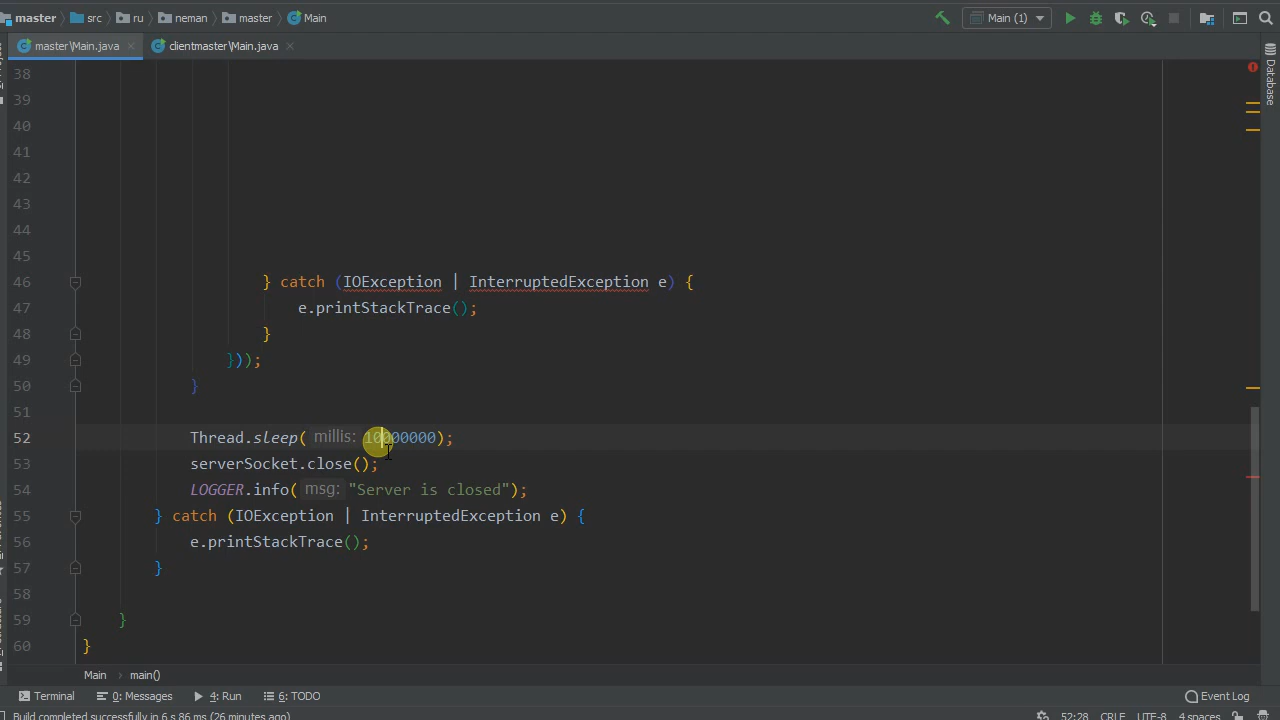 master src ru neman master Main Main (1)
master\Main.java clientmaster\Main.java
Database
38
39
40
41
42
43
44
45
46 } catch (IOException | InterruptedException e) {
47 e.printStackTrace();
48 }
49 }));
50 }
51
52 Thread.sleep( millis: 10000000);
53 serverSocket.close();
54 LOGGER.info( msg: "Server is closed");
55 } catch (IOException | InterruptedException e) {
56 e.printStackTrace();
57 }
58
59 }
60 }
Main main()
Terminal 0: Messages 4: Run 6: TODO Event Log
Build completed successfully in 6 s 86 ms (26 minutes ago) 52:28 CRLF UTF-8 4 spaces